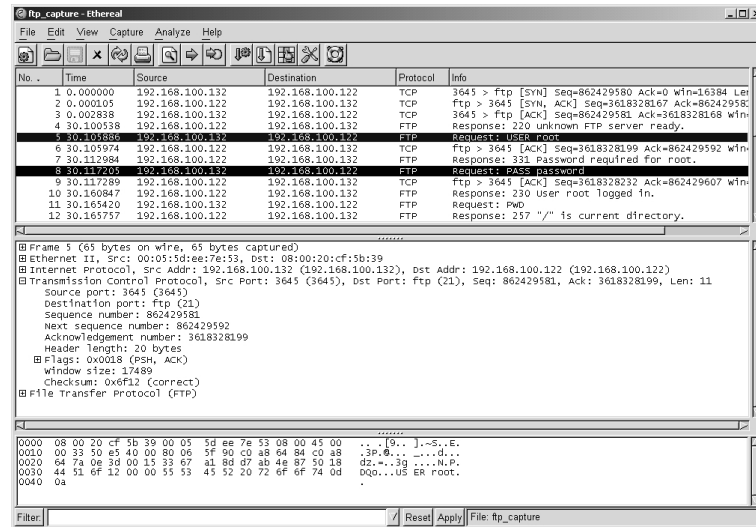 ftp_capture - Ethereal
File Edit View Capture Analyze Help
No. . Time Source Destination Protocol Info
1 0.000000 192.168.100.132 192.168.100.122 TCP 3645 > ftp [SYN] Seq=862429580 Ack=0 Win=16384 Len
2 0.000105 192.168.100.122 192.168.100.132 TCP ftp > 3645 [SYN, ACK] Seq=3618328167 Ack=86242958
3 0.002838 192.168.100.132 192.168.100.122 TCP 3645 > ftp [ACK] Seq=862429581 Ack=3618328168 Win
4 30.100538 192.168.100.122 192.168.100.132 FTP Response: 220 unknown FTP server ready.
5 30.105886 192.168.100.132 192.168.100.122 FTP Request: USER root
6 30.105974 192.168.100.122 192.168.100.132 TCP ftp > 3645 [ACK] Seq=3618328199 Ack=862429592 Win
7 30.112984 192.168.100.122 192.168.100.132 FTP Response: 331 Password required for root.
8 30.117205 192.168.100.132 192.168.100.122 FTP Request: PASS password
9 30.117289 192.168.100.122 192.168.100.132 TCP ftp > 3645 [ACK] Seq=3618328232 Ack=862429607 Win
10 30.160847 192.168.100.122 192.168.100.132 FTP Response: 230 User root logged in.
11 30.165420 192.168.100.132 192.168.100.122 FTP Request: PWD
12 30.165757 192.168.100.122 192.168.100.132 FTP Response: 257 "/" is current directory.
Frame 5 (65 bytes on wire, 65 bytes captured)
Ethernet II, Src: 00:05:5d:ee:7e:53, Dst: 08:00:20:cf:5b:39
Internet Protocol, Src Addr: 192.168.100.132 (192.168.100.132), Dst Addr: 192.168.100.122 (192.168.100.122)
Transmission Control Protocol, Src Port: 3645 (3645), Dst Port: ftp (21), Seq: 862429581, Ack: 3618328199, Len: 11
Source port: 3645 (3645)
Destination port: ftp (21)
Sequence number: 862429581
Next sequence number: 862429592
Acknowledgement number: 3618328199
Header length: 20 bytes
Flags: 0x0018 (PSH, ACK)
Window size: 17489
Checksum: 0x6f12 (correct)
File Transfer Protocol (FTP)
0000 08 00 20 cf 5b 39 00 05 5d ee 7e 53 08 00 45 00 .. .[9.. ].~S..E.
0010 00 33 50 e5 40 00 80 06 5f 90 c0 a8 64 84 c0 a8 .3P.@... _...d...
0020 64 7a 0e 3d 00 15 33 67 a1 8d d7 ab 4e 87 50 18 dz.=..3g ....N.P.
0030 44 51 6f 12 00 00 55 53 45 52 20 72 6f 6f 74 0d DQo...US ER root.
0040 0a .
Filter: / Reset Apply File: ftp_capture